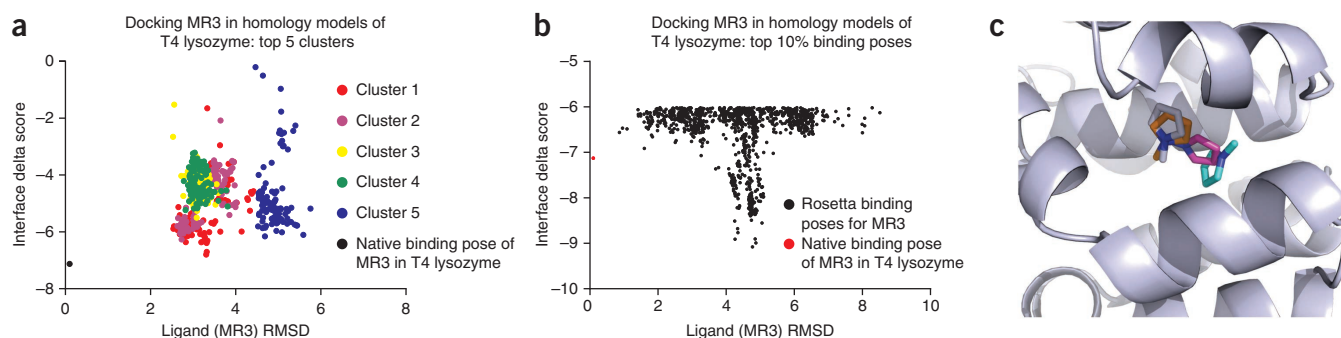 a
Docking MR3 in homology models of
T4 lysozyme: top 5 clusters
0
−2
−4
−6
−8
Interface delta score
Cluster 1
Cluster 2
Cluster 3
Cluster 4
Cluster 5
Native binding pose of
MR3 in T4 lysozyme
0 2 4 6 8
Ligand (MR3) RMSD
b
Docking MR3 in homology models of
T4 lysozyme: top 10% binding poses
−5
−6
−7
−8
−9
−10
Interface delta score
Rosetta binding
poses for MR3
Native binding pose
of MR3 in T4 lysozyme
0 2 4 6 8 10
Ligand (MR3) RMSD
c